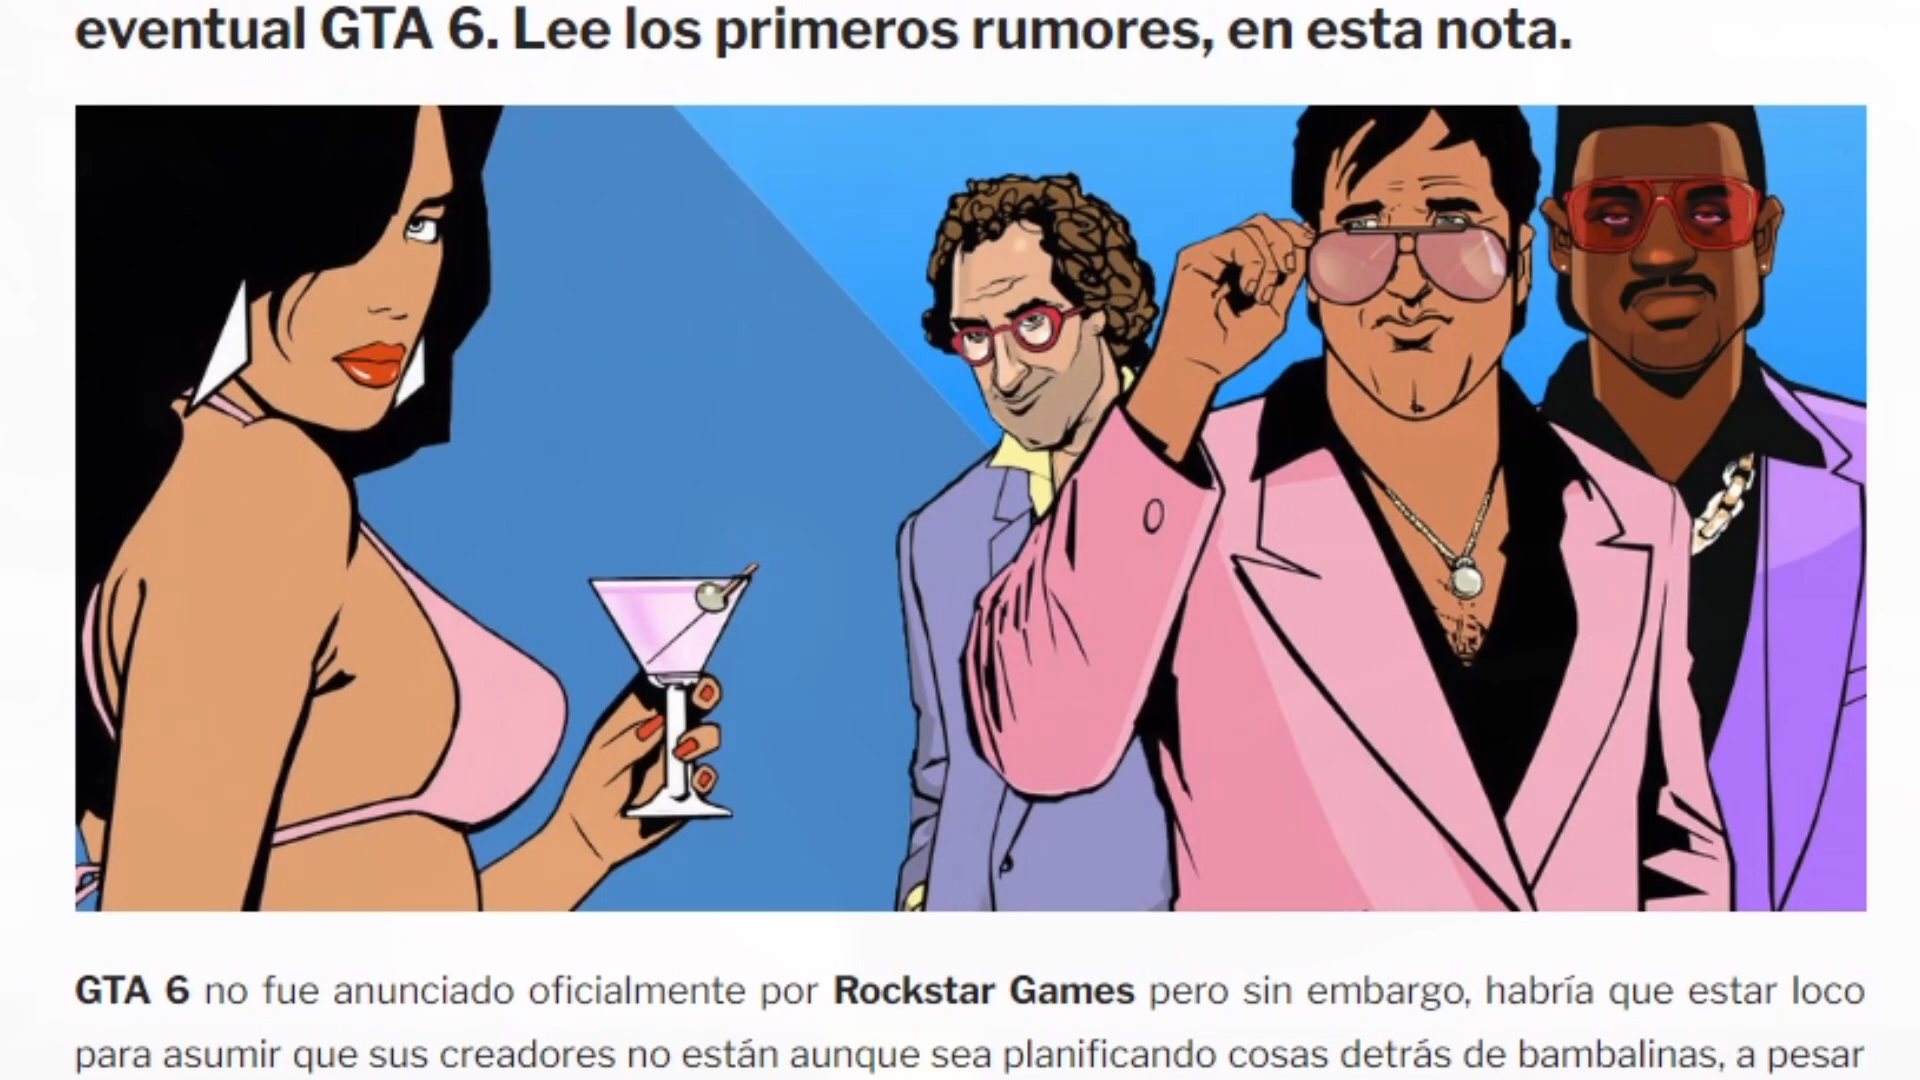 eventual GTA 6. Lee los primeros rumores, en esta nota.
GTA 6 no fue anunciado oficialmente por Rockstar Games pero sin embargo, habría que estar loco
para asumir que sus creadores no están aunque sea planificando cosas detrás de bambalinas, a pesar